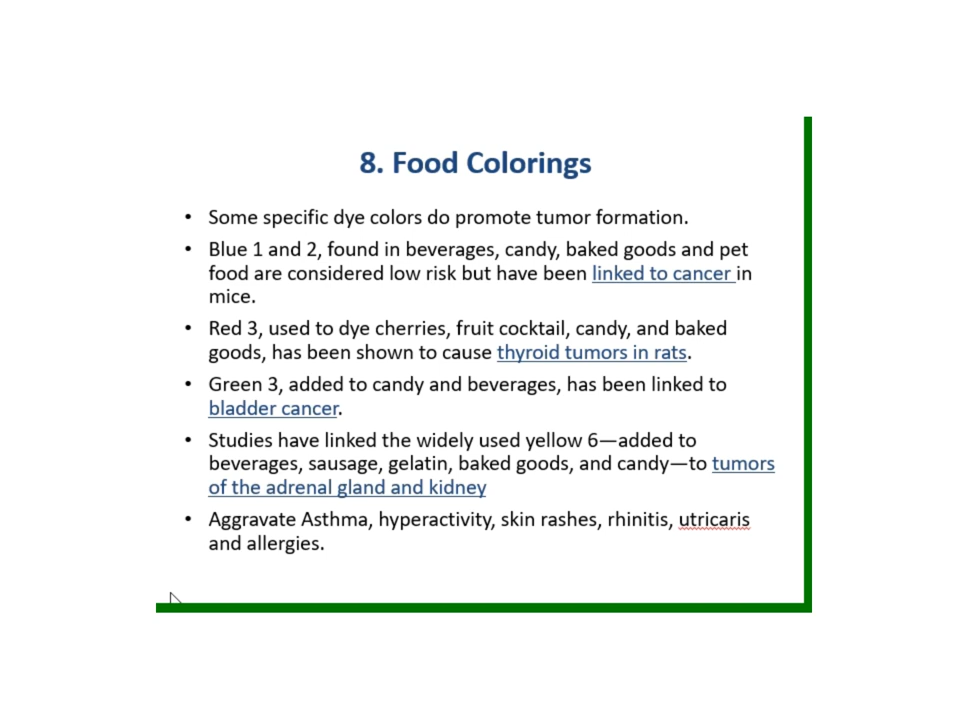 8. Food Colorings
• Some specific dye colors do promote tumor formation.
• Blue 1 and 2, found in beverages, candy, baked goods and pet
food are considered low risk but have been linked to cancer in
mice.
• Red 3, used to dye cherries, fruit cocktail, candy, and baked
goods, has been shown to cause thyroid tumors in rats.
• Green 3, added to candy and beverages, has been linked to
bladder cancer.
• Studies have linked the widely used yellow 6—added to
beverages, sausage, gelatin, baked goods, and candy—to tumors
of the adrenal gland and kidney
• Aggravate Asthma, hyperactivity, skin rashes, rhinitis, utricaris
and allergies.